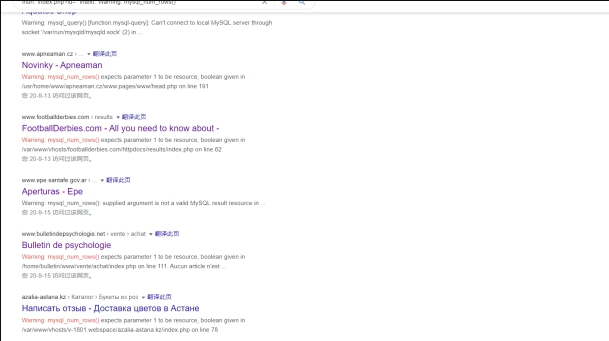 Warning: mysql_num_rows()
Warning: mysql_query() [function mysql-query]: Can't connect to local MySQL server through
socket '/var/run/mysqld/mysqld.sock' (2) in ...
www.apneaman.cz › ... ▾ 翻译此页
Novinky - Apneaman
Warning: mysql_num_rows() expects parameter 1 to be resource, boolean given in
/usr/home/www/apneaman.cz/www.pages/www/head.php on line 191
您 20-9-13 访问过该网页。
www.footballderbies.com › results ▾ 翻译此页
FootballDerbies.com - All you need to know about -
Warning: mysql_num_rows() expects parameter 1 to be resource, boolean given in
/var/www/vhosts/footballderbies.com/httpdocs/results/index.php on line 62
您 20-9-13 访问过该网页。
www.epe.santafe.gov.ar › ... ▾ 翻译此页
Aperturas - Epe
Warning: mysql_num_rows(): supplied argument is not a valid MySQL result resource in ...
您 20-9-15 访问过该网页。
www.bulletindepsychologie.net › vente › achat ▾ 翻译此页
Bulletin de psychologie
Warning: mysql_num_rows() expects parameter 1 to be resource, boolean given in
/home/bulletin/www/vente/achat/index.php on line 111. Aucun article n'est ...
您 20-9-15 访问过该网页。
azalia-astana.kz › Каталог › Букеты из роз ▾ 翻译此页
Написать отзыв - Доставка цветов в Астане
Warning: mysql_num_rows() expects parameter 1 to be resource, boolean given in
/var/www/vhosts/v-1801.webspace/azalia-astana.kz/index.php on line 78